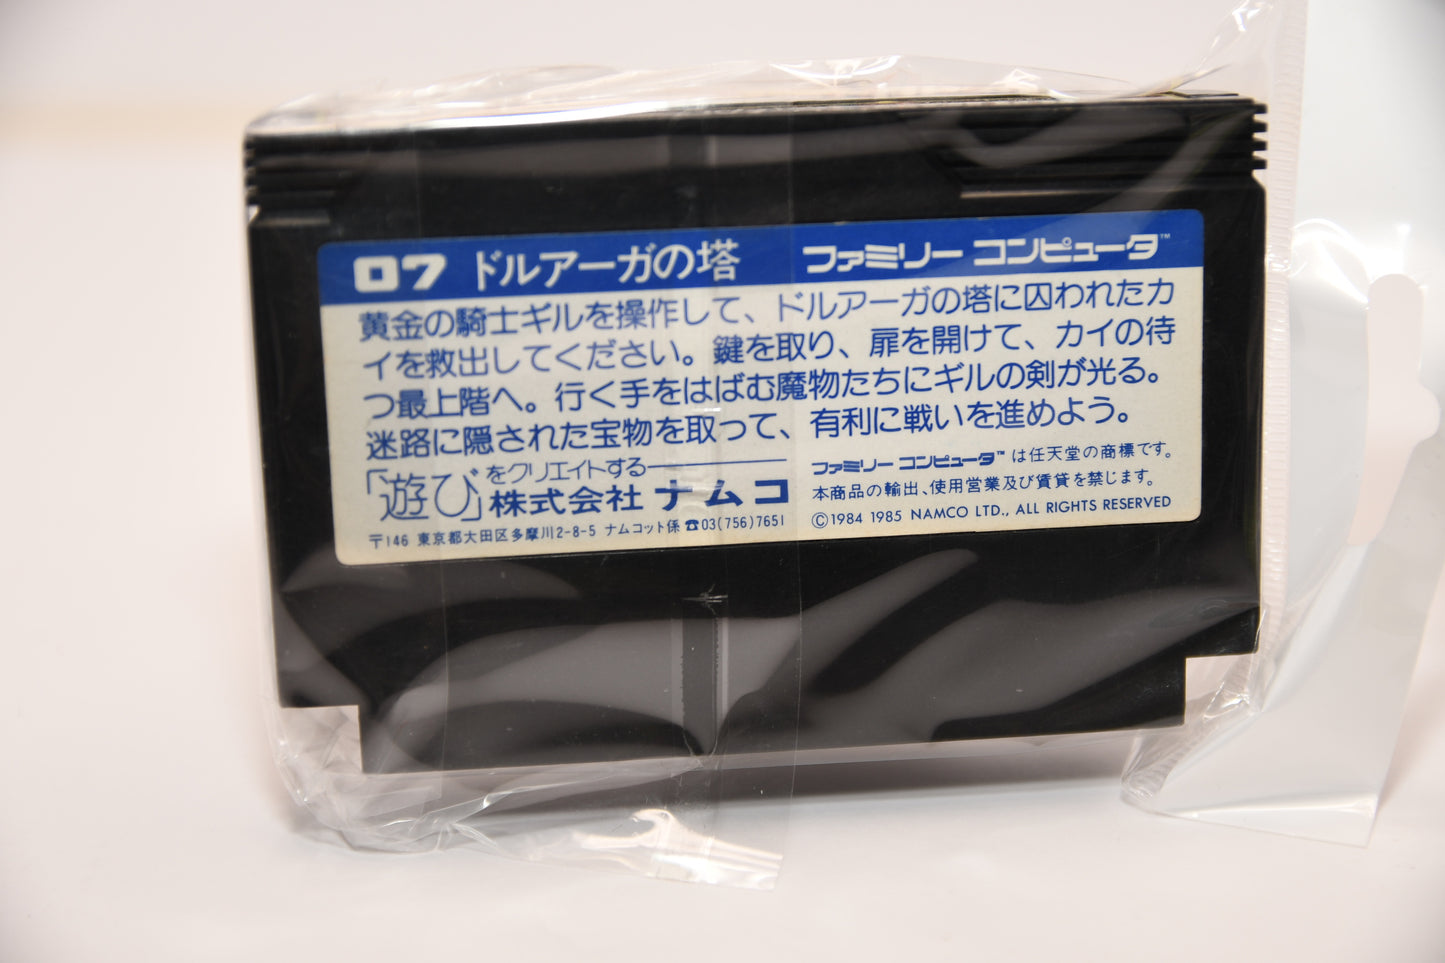 07 ドルアーガの塔 ファミリー コンピュータ™
黄金の騎士ギルを操作して、ドルアーガの塔に囚われたカ
イを救出してください。鍵を取り、扉を開けて、カイの待
つ最上階へ。行く手をはばむ魔物たちにギルの剣が光る。
迷路に隠された宝物を取って、有利に戦いを進めよう。
「遊び」をクリエイトする
株式会社 ナムコ
〒146 東京都大田区多摩川2-8-5 ナムコット係 ☎03(756)7651
ファミリー コンピュータ™ は任天堂の商標です。
本商品の輸出、使用営業及び賃貸を禁じます。
©1984 1985 NAMCO LTD., ALL RIGHTS RESERVED